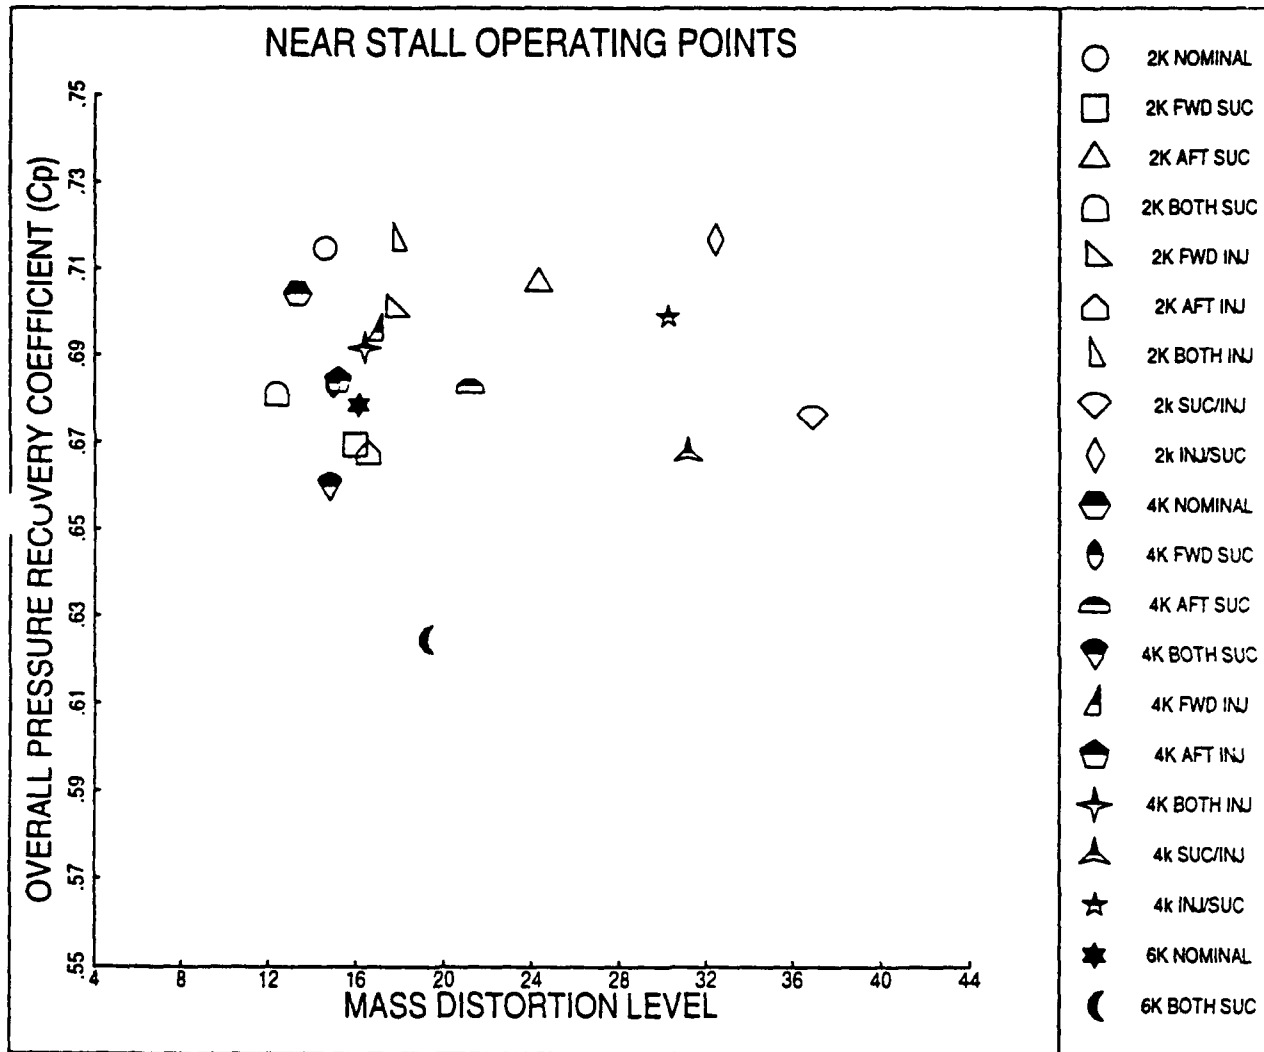 NEAR STALL OPERATING POINTS
OVERALL PRESSURE RECOVERY COEFFICIENT (Cp)
.75
.73
.71
.69
.67
.65
.63
.61
.59
.57
.55
4 8 12 16 20 24 28 32 36 40 44
MASS DISTORTION LEVEL
2K NOMINAL
2K FWD SUC
2K AFT SUC
2K BOTH SUC
2K FWD INJ
2K AFT INJ
2K BOTH INJ
2k SUC/INJ
2k INJ/SUC
4K NOMINAL
4K FWD SUC
4K AFT SUC
4K BOTH SUC
4K FWD INJ
4K AFT INJ
4K BOTH INJ
4k SUC/INJ
4k INJ/SUC
6K NOMINAL
6K BOTH SUC